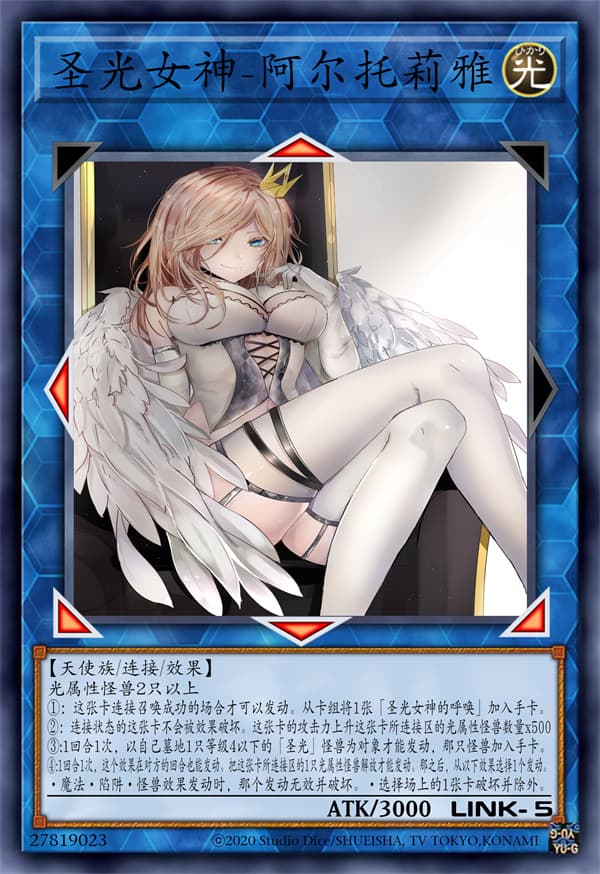 圣光女神-阿尔托莉雅
ひかり
光
【天使族/连接/效果】
光属性怪兽2只以上
①：这张卡连接召唤成功的场合才可以发动。从卡组将1张「圣光女神的呼唤」加入手卡。
②：连接状态的这张卡不会被效果破坏。这张卡的攻击力上升这张卡所连接区的光属性怪兽数量x500
③:1回合1次，以自己墓地1只等级4以下的「圣光」怪兽为对象才能发动，那只怪兽加入手卡。
④:1回合1次，这个效果在对方的回合也能发动。把这张卡所连接区的1只光属性怪兽解放才能发动。那之后，从以下效果选择1个发动。
·魔法·陷阱·怪兽效果发动时，那个发动无效并破坏。·选择场上的1张卡破坏并除外。
ATK/3000 LINK-5
27819023 ©2020 Studio Dice/SHUEISHA, TV TOKYO,KONAMI